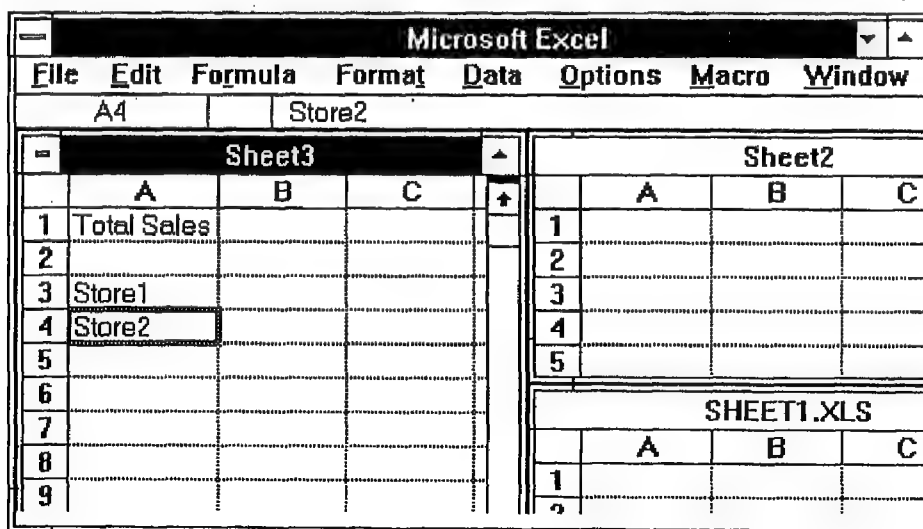 Microsoft Excel
File Edit Formula Format Data Options Macro Window
A4 Store2
Sheet3
A B C
1 Total Sales
2
3 Store1
4 Store2
5
6
7
8
9
Sheet2
A B C
1
2
3
4
5
SHEET1.XLS
A B C
1
2